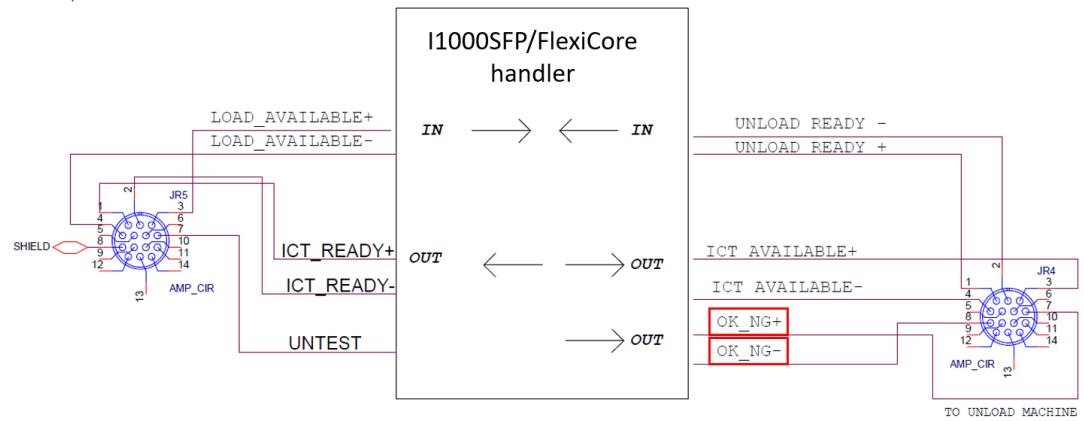 I1000SFP/FlexiCore
handler
LOAD_AVAILABLE+
LOAD_AVAILABLE-
IN
IN
UNLOAD READY -
UNLOAD READY +
JR5
1
2
3
4
5
6
7
8
9
10
11
12
13
14
SHIELD
AMP_CIR
ICT_READY+
ICT_READY-
UNTEST
OUT
OUT
OUT
ICT AVAILABLE+
ICT AVAILABLE-
OK_NG+
OK_NG-
JR4
1
2
3
4
5
6
7
8
9
10
11
12
13
14
AMP_CIR
TO UNLOAD MACHINE